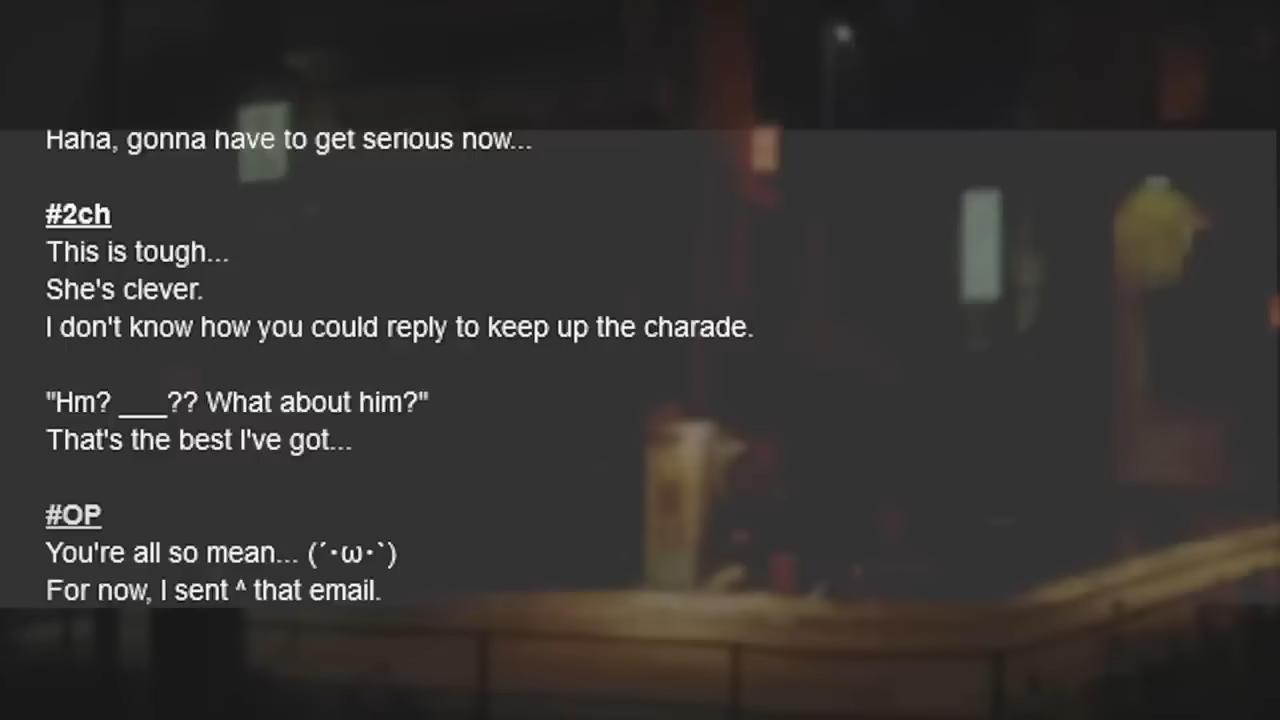 Haha, gonna have to get serious now...
#2ch
This is tough...
She's clever.
I don't know how you could reply to keep up the charade.
"Hm? ___?? What about him?"
That's the best I've got...
#OP
You're all so mean... (´･ω･`)
For now, I sent ^ that email.